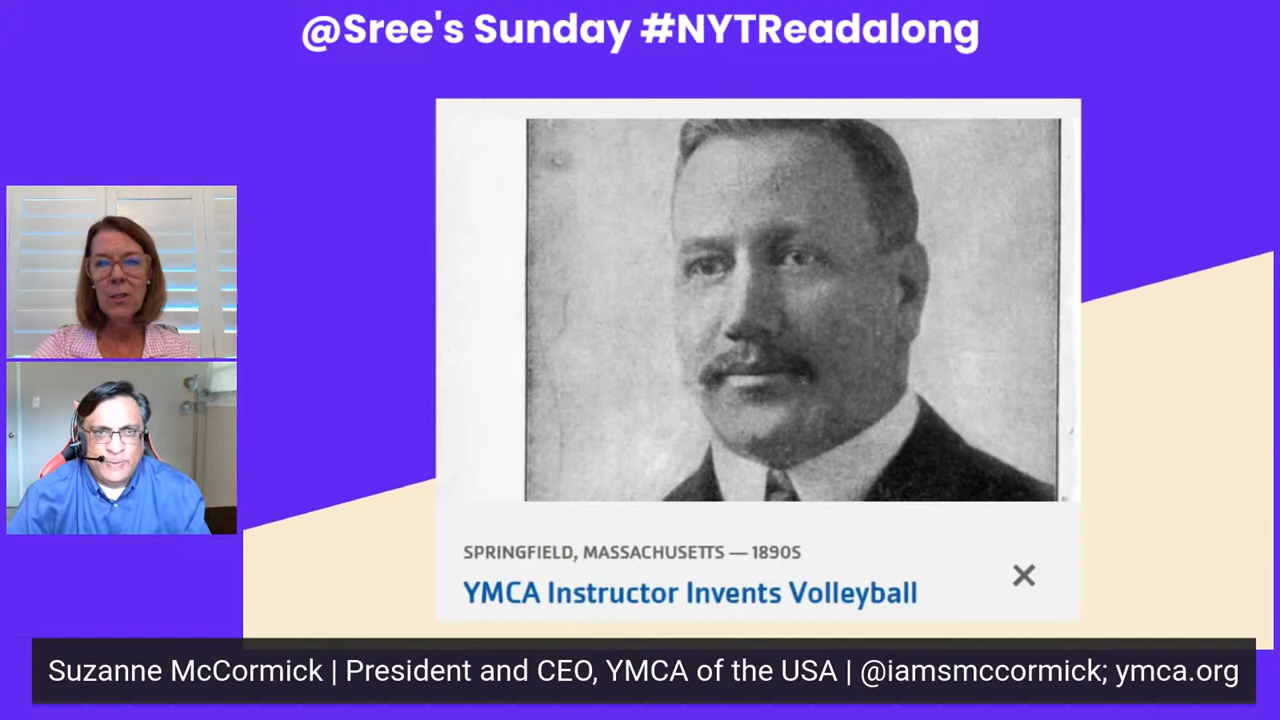 @Sree's Sunday #NYTReadalong
SPRINGFIELD, MASSACHUSETTS — 1890S
YMCA Instructor Invents Volleyball
Suzanne McCormick | President and CEO, YMCA of the USA | @iamsmccormick; ymca.org